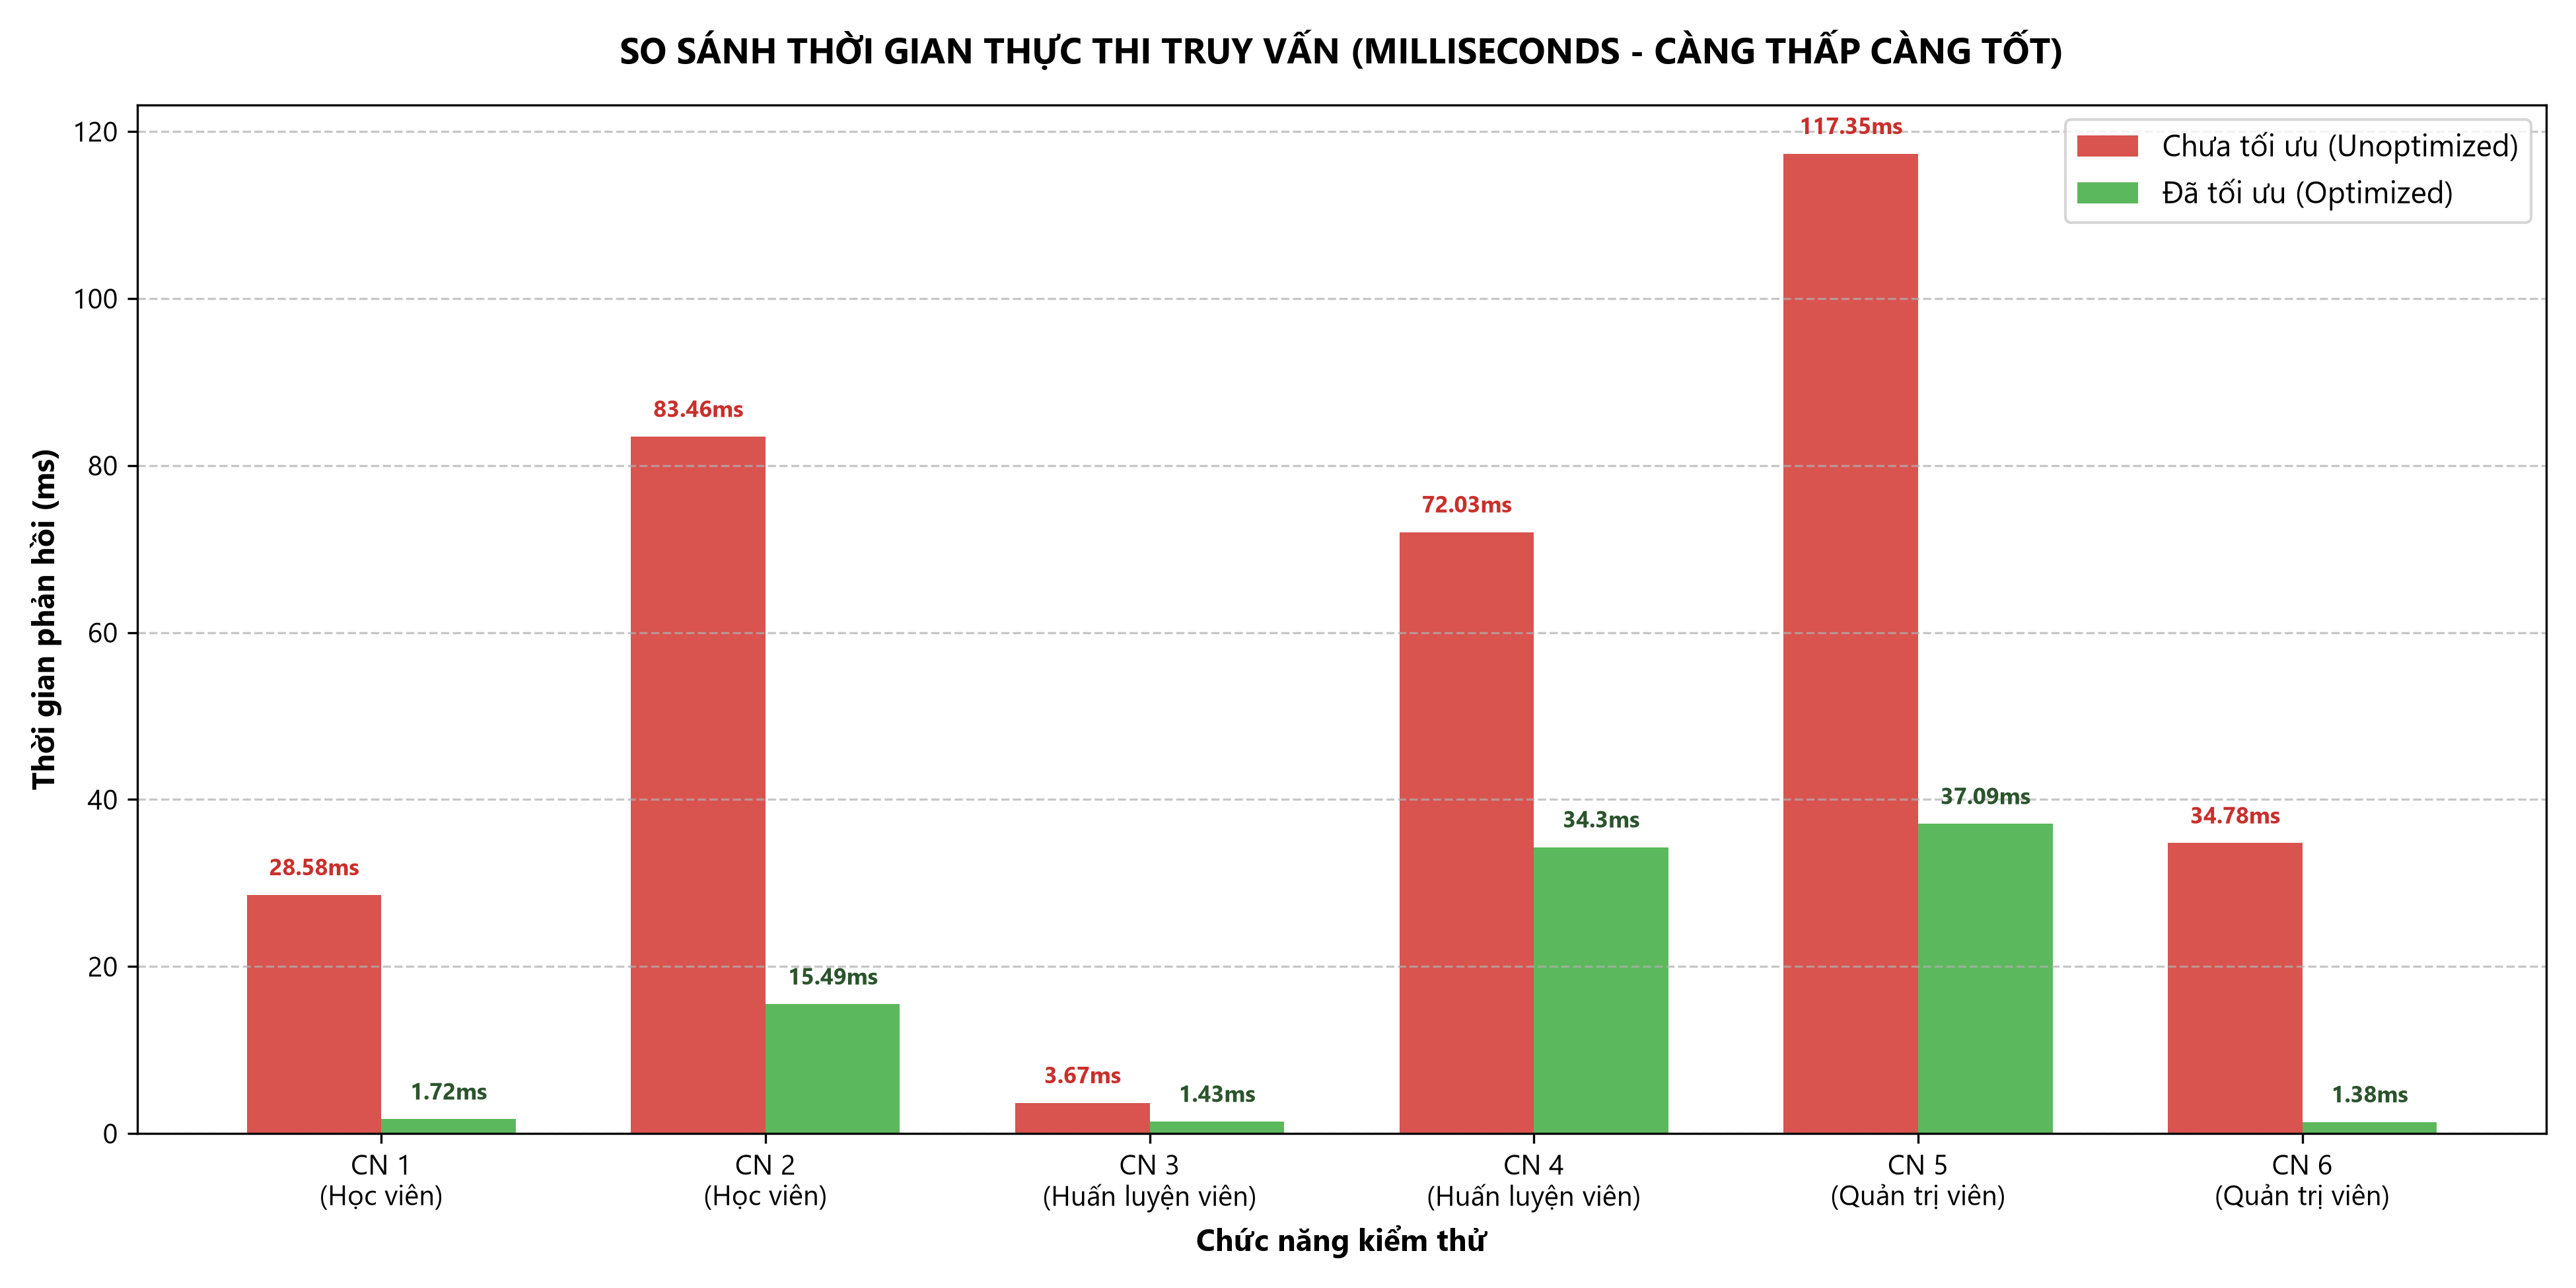 SO SÁNH THỜI GIAN THỰC THI TRUY VẤN (MILLISECONDS - CÀNG THẤP CÀNG TỐT)
Chưa tối ưu (Unoptimized)
Đã tối ưu (Optimized)
Thời gian phản hồi (ms)
120
100
80
60
40
20
0
28.58ms
1.72ms
83.46ms
15.49ms
3.67ms
1.43ms
72.03ms
34.3ms
117.35ms
37.09ms
34.78ms
1.38ms
CN 1
(Học viên)
CN 2
(Học viên)
CN 3
(Huấn luyện viên)
CN 4
(Huấn luyện viên)
CN 5
(Quản trị viên)
CN 6
(Quản trị viên)
Chức năng kiểm thử